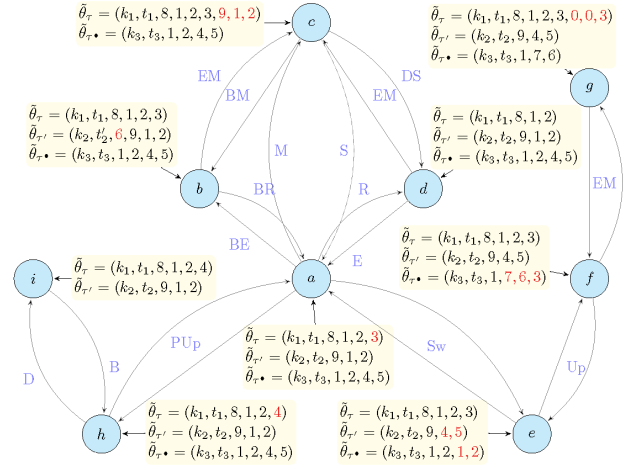 θ̃_τ = (k₁, t₁, 8, 1, 2, 3, 9, 1, 2)
θ̃_τ• = (k₃, t₃, 1, 2, 4, 5)
c
θ̃_τ = (k₁, t₁, 8, 1, 2, 3, 0, 0, 3)
θ̃_τ′ = (k₂, t₂, 9, 4, 5)
θ̃_τ• = (k₃, t₃, 1, 7, 6)
g
EM
BM
DS
EM
θ̃_τ = (k₁, t₁, 8, 1, 2, 3)
θ̃_τ′ = (k₂, t₂′, 6, 9, 1, 2)
θ̃_τ• = (k₃, t₃, 1, 2, 4, 5)
b
θ̃_τ = (k₁, t₁, 8, 1, 2)
θ̃_τ′ = (k₂, t₂, 9, 1, 2)
θ̃_τ• = (k₃, t₃, 1, 2, 4, 5)
d
M
S
BR
R
EM
BE
E
θ̃_τ = (k₁, t₁, 8, 1, 2, 3)
θ̃_τ′ = (k₂, t₂, 9, 4, 5)
θ̃_τ• = (k₃, t₃, 1, 7, 6, 3)
f
i
θ̃_τ = (k₁, t₁, 8, 1, 2, 4)
θ̃_τ′ = (k₂, t₂, 9, 1, 2)
a
θ̃_τ = (k₁, t₁, 8, 1, 2, 3)
θ̃_τ′ = (k₂, t₂, 9, 1, 2)
θ̃_τ• = (k₃, t₃, 1, 2, 4, 5)
PUp
Sw
D
B
Up
h
θ̃_τ = (k₁, t₁, 8, 1, 2, 4)
θ̃_τ′ = (k₂, t₂, 9, 1, 2)
θ̃_τ• = (k₃, t₃, 1, 2, 4, 5)
θ̃_τ = (k₁, t₁, 8, 1, 2, 3)
θ̃_τ′ = (k₂, t₂, 9, 4, 5)
θ̃_τ• = (k₃, t₃, 1, 2, 1, 2)
e